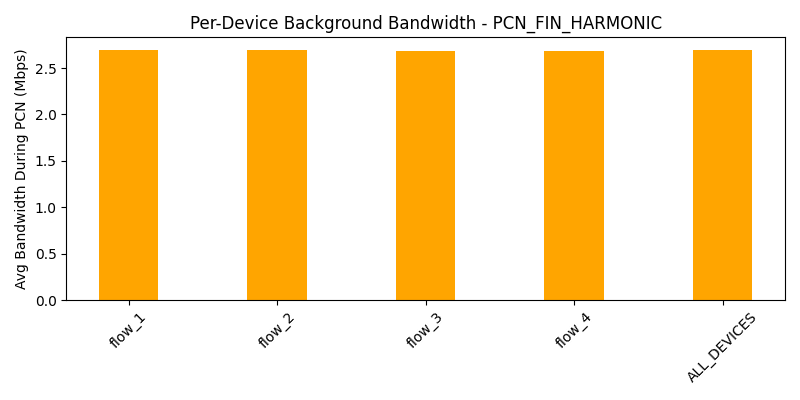 Per-Device Background Bandwidth - PCN_FIN_HARMONIC
Avg Bandwidth During PCN (Mbps)
2.5
2.0
1.5
1.0
0.5
0.0
flow_1
flow_2
flow_3
flow_4
ALL_DEVICES